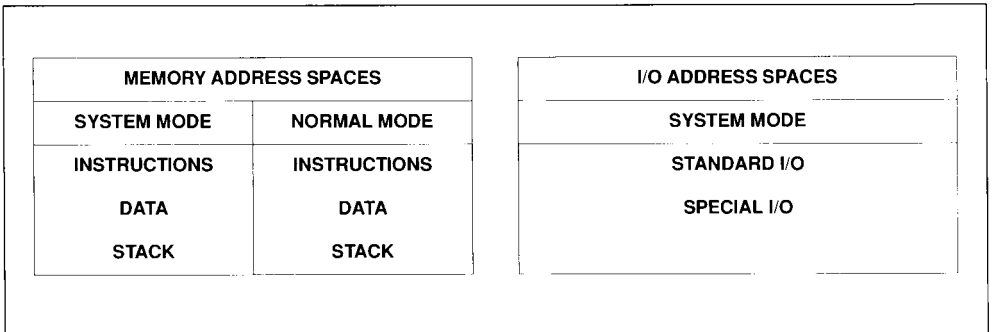 MEMORY ADDRESS SPACES
SYSTEM MODE NORMAL MODE
INSTRUCTIONS INSTRUCTIONS
DATA DATA
STACK STACK
I/O ADDRESS SPACES
SYSTEM MODE
STANDARD I/O
SPECIAL I/O